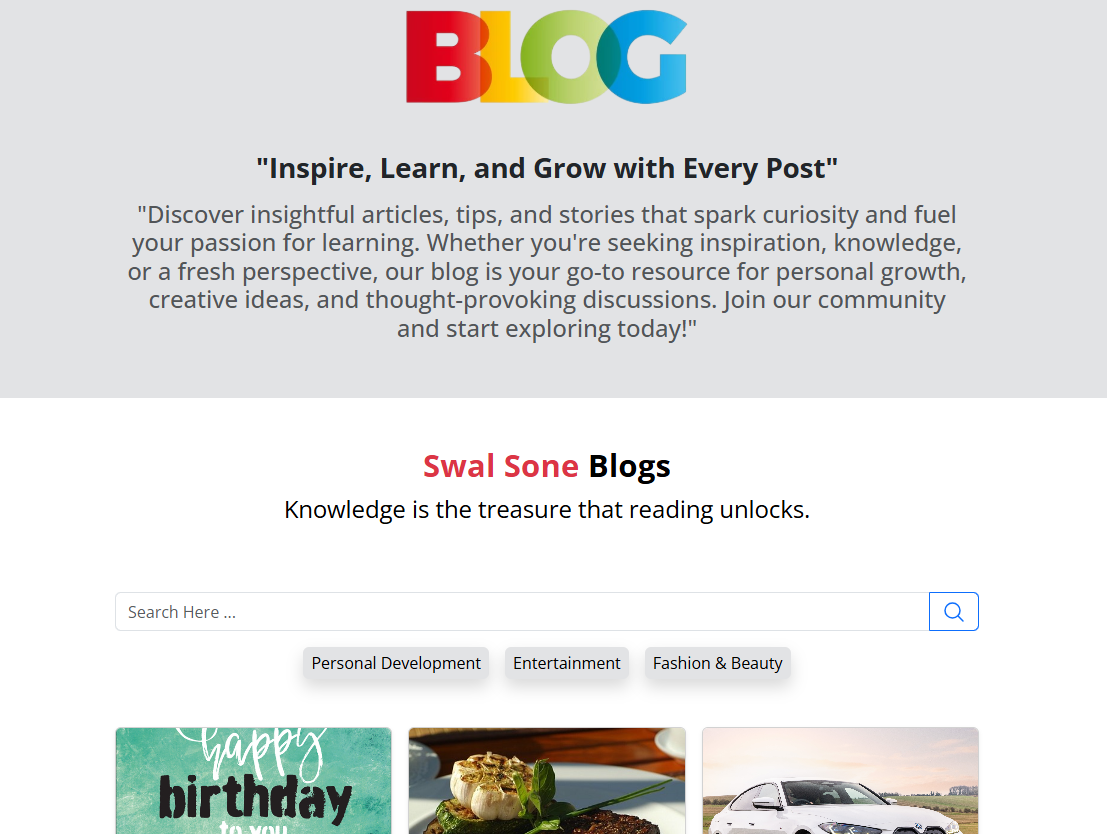 BLOG
"Inspire, Learn, and Grow with Every Post"
"Discover insightful articles, tips, and stories that spark curiosity and fuel
your passion for learning. Whether you're seeking inspiration, knowledge,
or a fresh perspective, our blog is your go-to resource for personal growth,
creative ideas, and thought-provoking discussions. Join our community
and start exploring today!"
Swal Sone Blogs
Knowledge is the treasure that reading unlocks.
Search Here ...
Personal Development Entertainment Fashion & Beauty
happy
birthday
to you